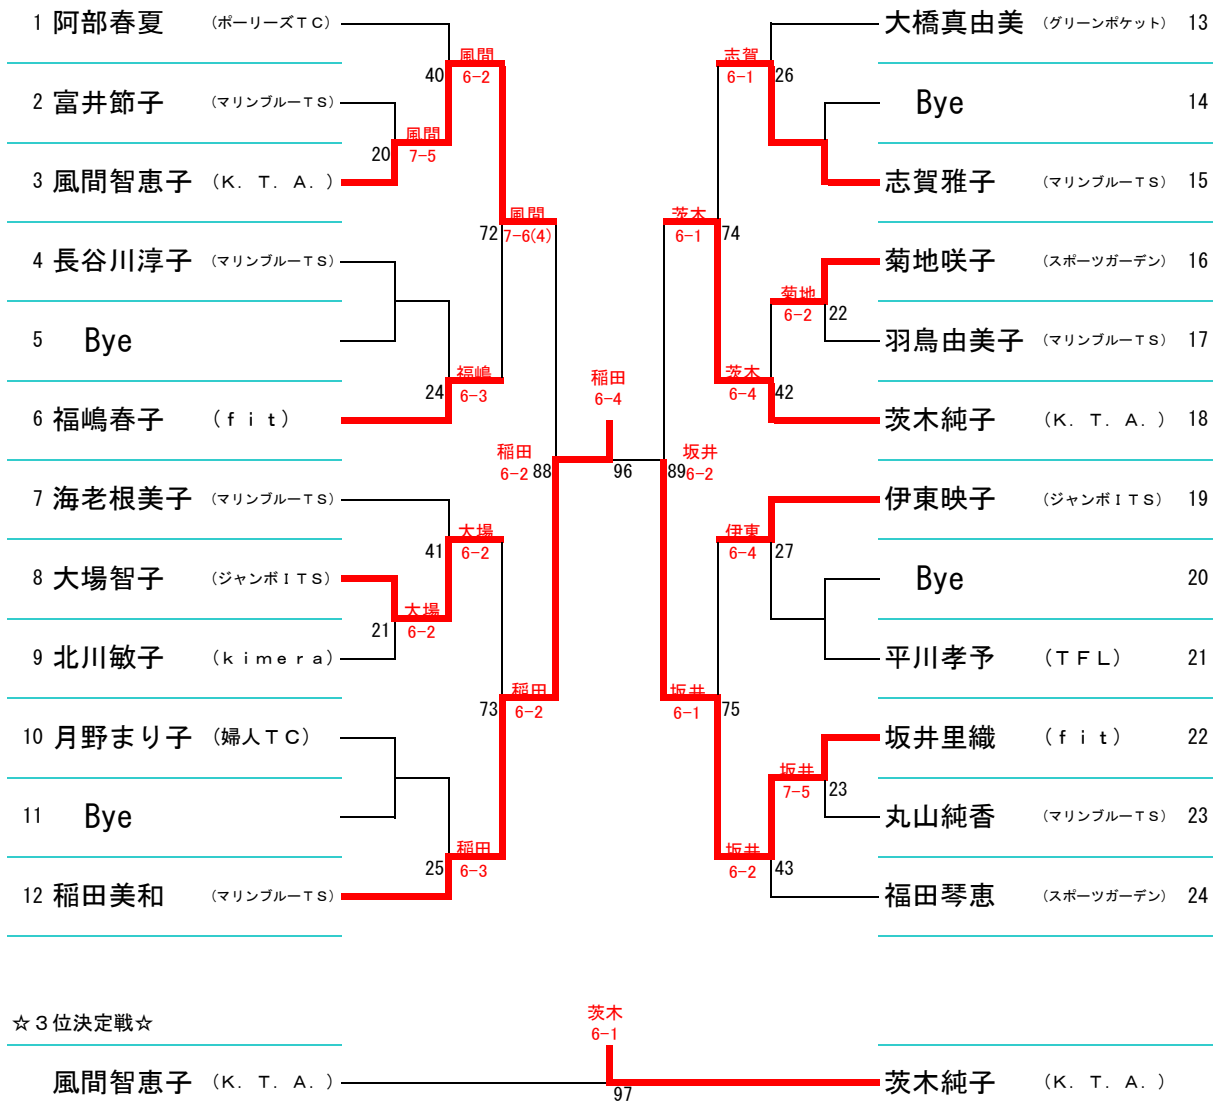 1 阿部春夏 (ポーリーズＴＣ)
2 富井節子 (マリンブルーＴＳ)
3 風間智恵子 (Ｋ．Ｔ．Ａ．)
4 長谷川淳子 (マリンブルーＴＳ)
5 Bye
6 福嶋春子 (ｆｉｔ)
7 海老根美子 (マリンブルーＴＳ)
8 大場智子 (ジャンボＩＴＳ)
9 北川敏子 (ｋｉｍｅｒａ)
10 月野まり子 (婦人ＴＣ)
11 Bye
12 稲田美和 (マリンブルーＴＳ)
風間
7-5
20
風間
6-2
40
福嶋
6-3
24
風間
7-6(4)
72
大場
6-2
21
大場
6-2
41
稲田
6-3
25
稲田
6-2
73
稲田
6-2
88
稲田
6-4
96
坂井
6-2
89
志賀
6-1
26
菊地
6-2
22
茨木
6-4
42
茨木
6-1
74
伊東
6-4
27
坂井
7-5
23
坂井
6-2
43
坂井
6-1
75
大橋真由美 (グリーンポケット) 13
Bye 14
志賀雅子 (マリンブルーＴＳ) 15
菊地咲子 (スポーツガーデン) 16
羽鳥由美子 (マリンブルーＴＳ) 17
茨木純子 (Ｋ．Ｔ．Ａ．) 18
伊東映子 (ジャンボＩＴＳ) 19
Bye 20
平川孝予 (ＴＦＬ) 21
坂井里織 (ｆｉｔ) 22
丸山純香 (マリンブルーＴＳ) 23
福田琴恵 (スポーツガーデン) 24
☆３位決定戦☆
風間智恵子 (Ｋ．Ｔ．Ａ．)
茨木
6-1
97
茨木純子 (Ｋ．Ｔ．Ａ．)